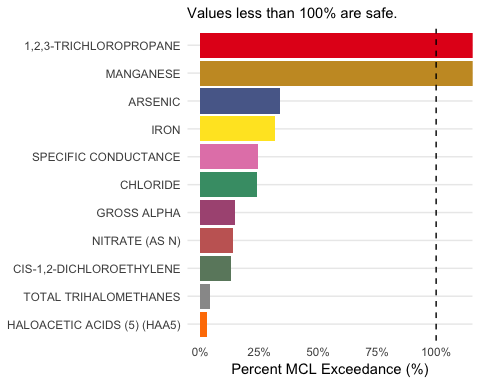 Values less than 100% are safe.
1,2,3-TRICHLOROPROPANE
MANGANESE
ARSENIC
IRON
SPECIFIC CONDUCTANCE
CHLORIDE
GROSS ALPHA
NITRATE (AS N)
CIS-1,2-DICHLOROETHYLENE
TOTAL TRIHALOMETHANES
HALOACETIC ACIDS (5) (HAA5)
0% 25% 50% 75% 100%
Percent MCL Exceedance (%)